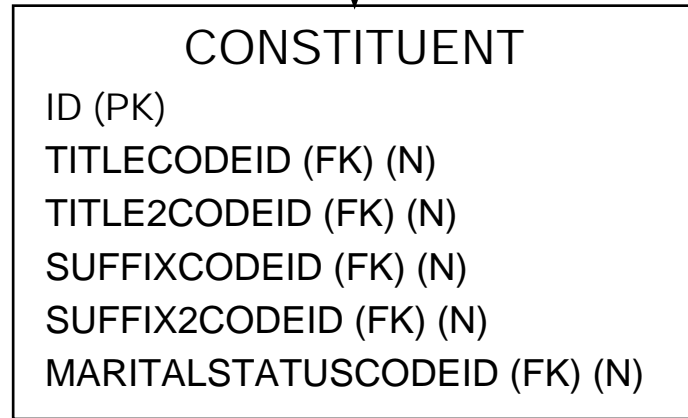 CONSTITUENT
ID (PK)
TITLECODEID (FK) (N)
TITLE2CODEID (FK) (N)
SUFFIXCODEID (FK) (N)
SUFFIX2CODEID (FK) (N)
MARITALSTATUSCODEID (FK) (N)